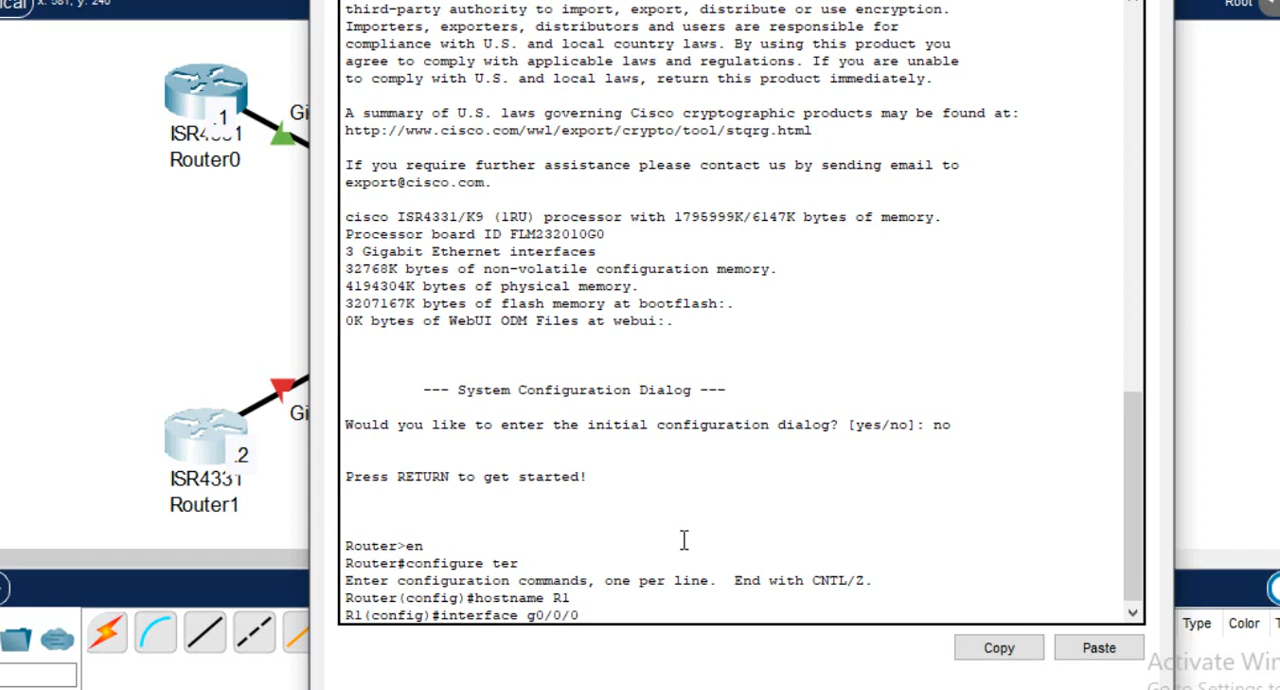 ical
x: 581, y: 240
Root
third-party authority to import, export, distribute or use encryption.
Importers, exporters, distributors and users are responsible for
compliance with U.S. and local country laws. By using this product you
agree to comply with applicable laws and regulations. If you are unable
to comply with U.S. and local laws, return this product immediately.
A summary of U.S. laws governing Cisco cryptographic products may be found at:
http://www.cisco.com/wwl/export/crypto/tool/stqrg.html
If you require further assistance please contact us by sending email to
export@cisco.com.
cisco ISR4331/K9 (1RU) processor with 1795999K/6147K bytes of memory.
Processor board ID FLM232010G0
3 Gigabit Ethernet interfaces
32768K bytes of non-volatile configuration memory.
4194304K bytes of physical memory.
3207167K bytes of flash memory at bootflash:.
0K bytes of WebUI ODM Files at webui:.
--- System Configuration Dialog ---
Would you like to enter the initial configuration dialog? [yes/no]: no
Press RETURN to get started!
Router>en
Router#configure ter
Enter configuration commands, one per line. End with CNTL/Z.
Router(config)#hostname R1
R1(config)#interface g0/0/0
Copy
Paste
.1
Gi
Router0
.2
Gi
ISR4331
Router1
Type
Color
Activate Win